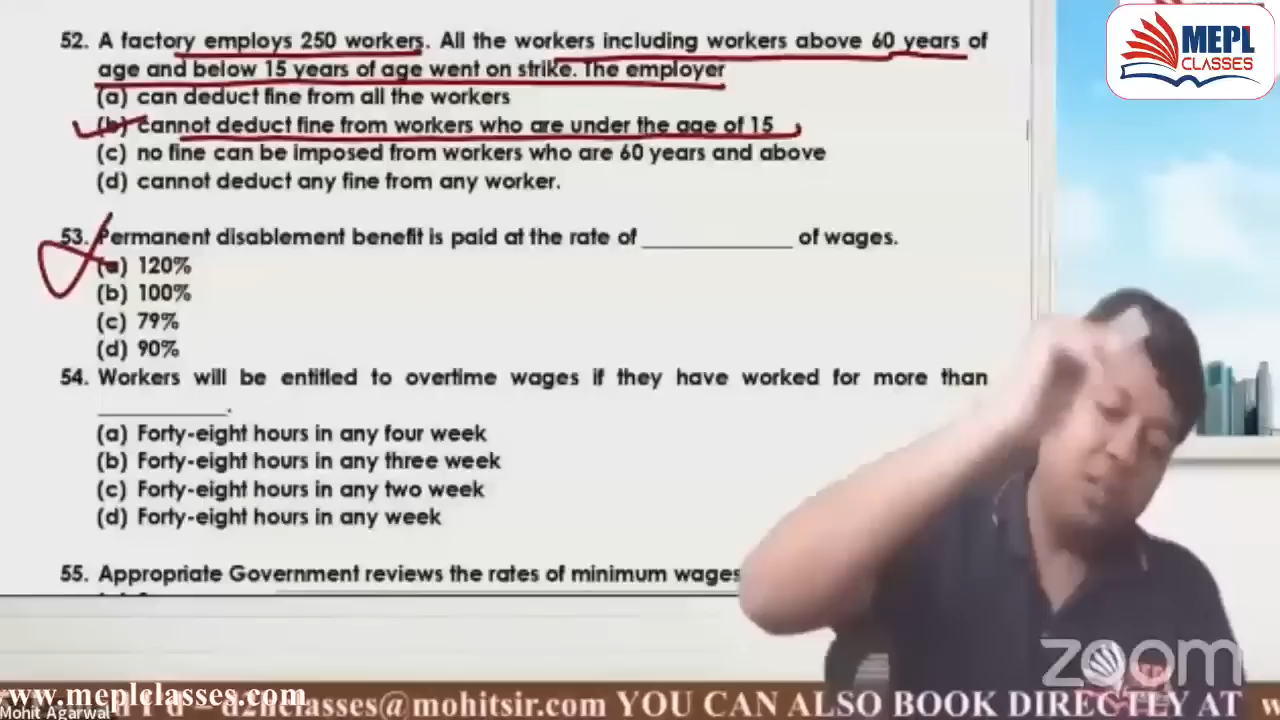 52. A factory employs 250 workers. All the workers including workers above 60 years of
age and below 15 years of age went on strike. The employer
(a) can deduct fine from all the workers
(b) cannot deduct fine from workers who are under the age of 15
(c) no fine can be imposed from workers who are 60 years and above
(d) cannot deduct any fine from any worker.
53. Permanent disablement benefit is paid at the rate of ____________ of wages.
(a) 120%
(b) 100%
(c) 79%
(d) 90%
54. Workers will be entitled to overtime wages if they have worked for more than
____________.
(a) Forty-eight hours in any four week
(b) Forty-eight hours in any three week
(c) Forty-eight hours in any two week
(d) Forty-eight hours in any week
55. Appropriate Government reviews the rates of minimum wages
MEPL
CLASSES
zoom
MEPL
www.meplclasses.com
d2hclasses@mohitsir.com YOU CAN ALSO BOOK DIRECTLY AT w
Mohit Agarwal